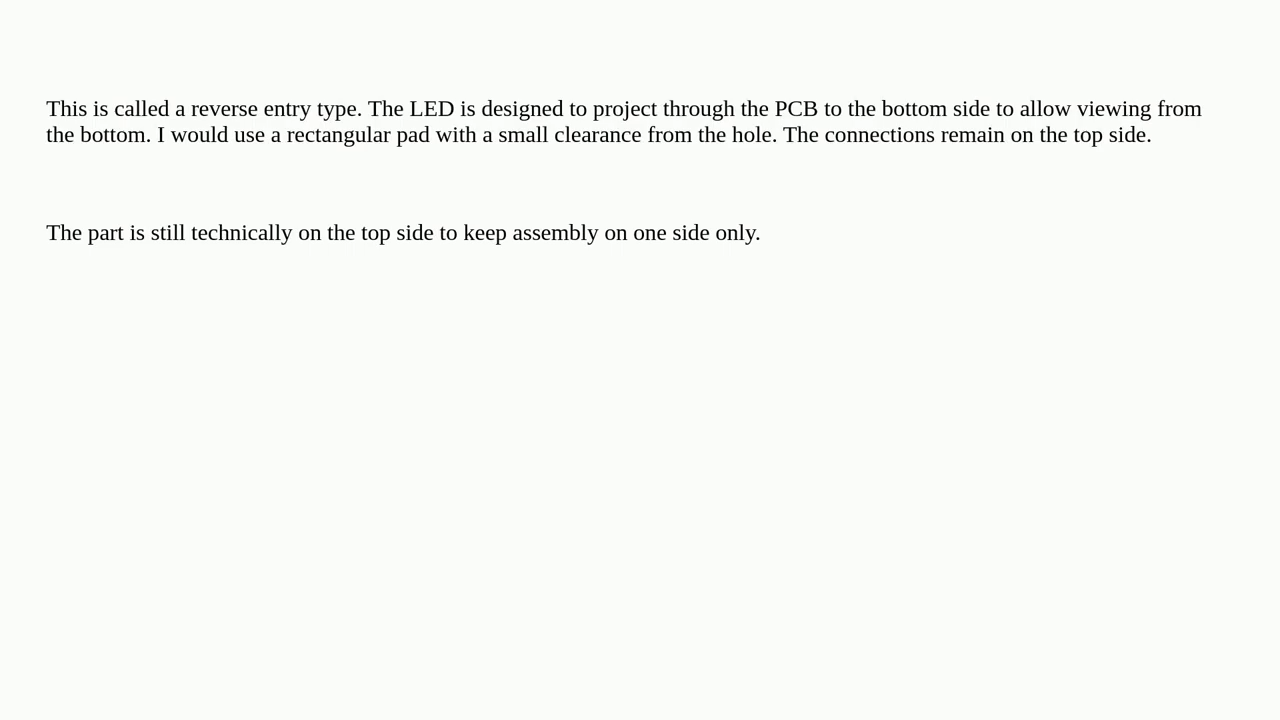 This is called a reverse entry type. The LED is designed to project through the PCB to the bottom side to allow viewing from
the bottom. I would use a rectangular pad with a small clearance from the hole. The connections remain on the top side.
The part is still technically on the top side to keep assembly on one side only.